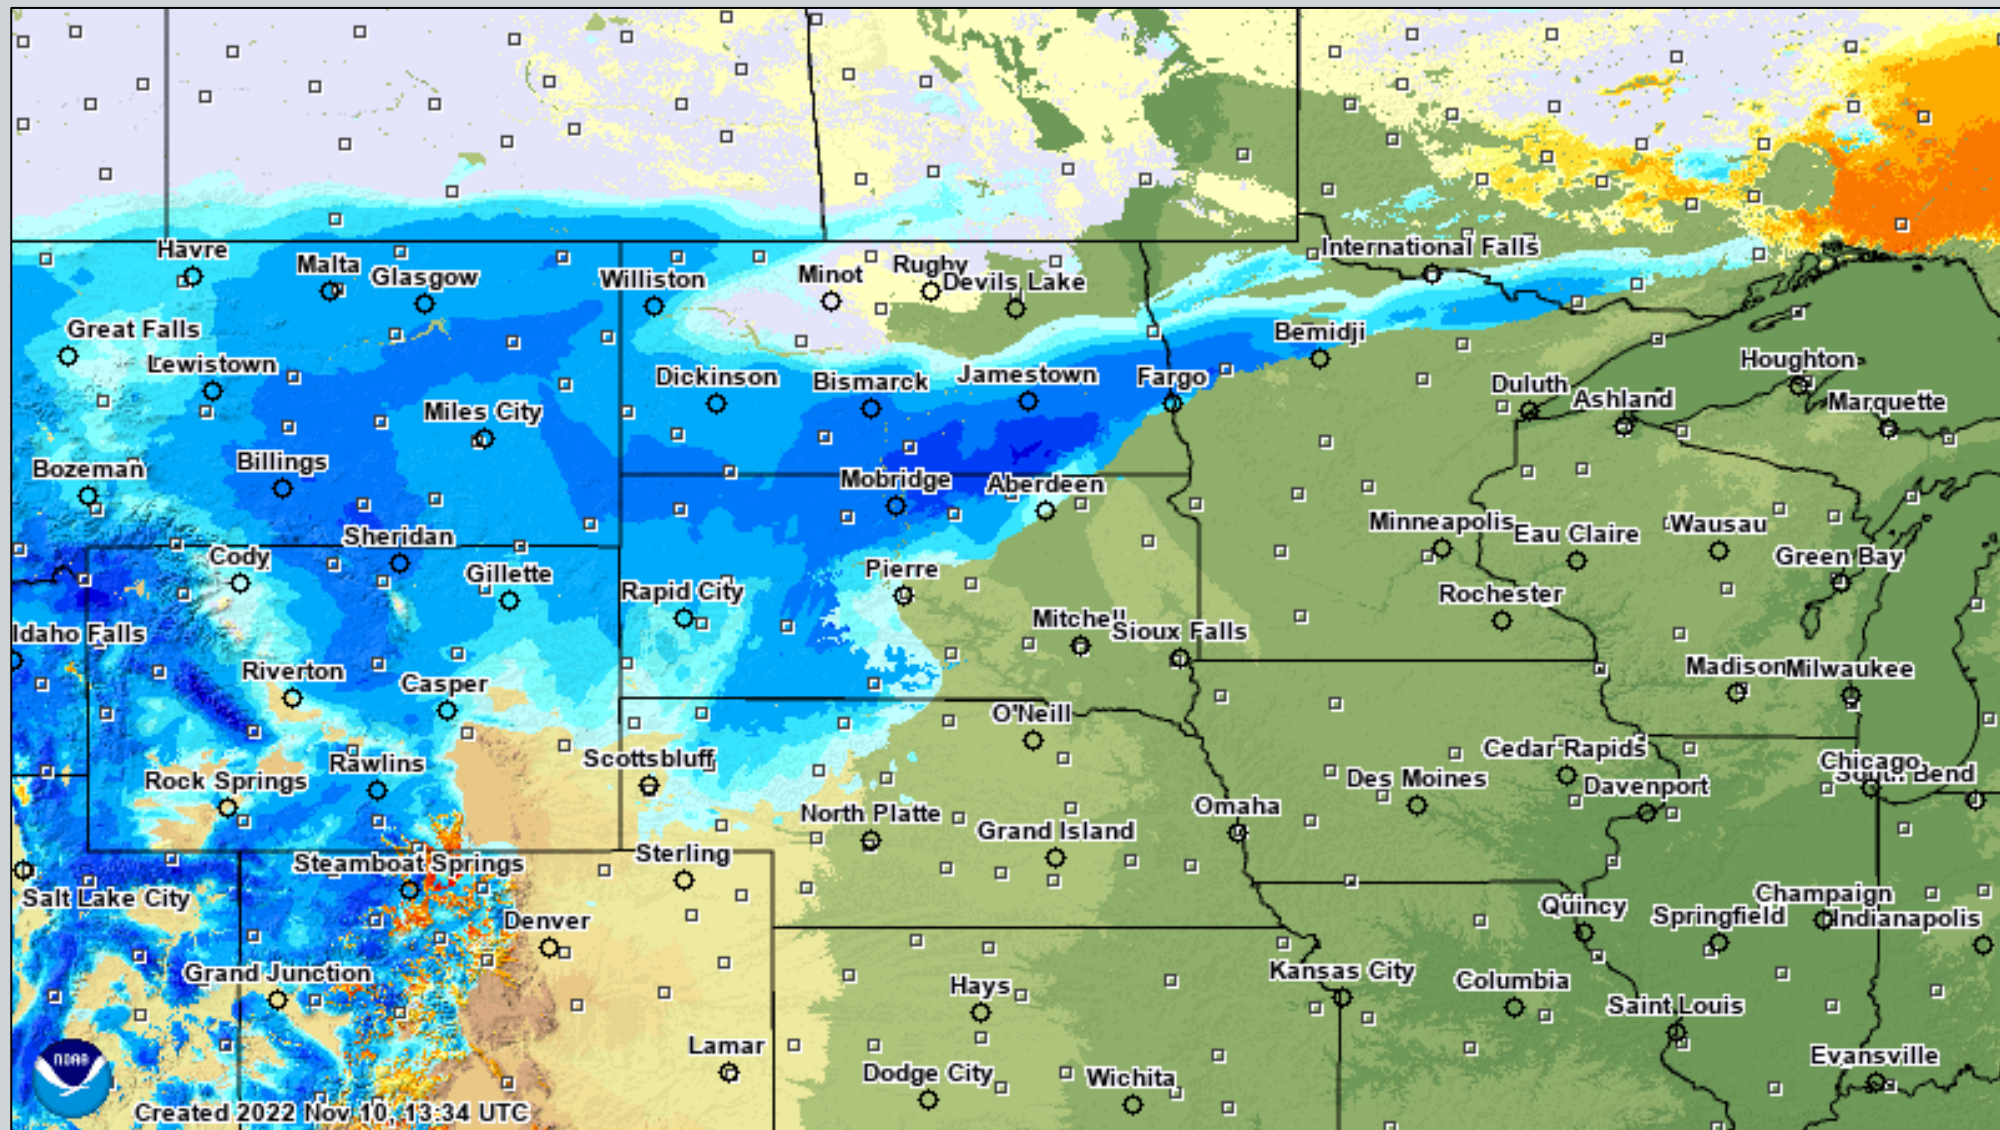 Havre
Malta
Glasgow
Williston
Minot
Rugby
Devils Lake
International Falls
Great Falls
Lewistown
Bemidji
Houghton
Dickinson
Bismarck
Jamestown
Fargo
Duluth
Ashland
Marquette
Miles City
Bozeman
Billings
Mobridge
Aberdeen
Minneapolis
Eau Claire
Wausau
Green Bay
Sheridan
Cody
Gillette
Pierre
Rapid City
Rochester
Idaho Falls
Mitchell
Sioux Falls
Riverton
Casper
Madison
Milwaukee
O'Neill
Scottsbluff
Rawlins
Rock Springs
Cedar Rapids
Chicago
South Bend
Des Moines
Davenport
North Platte
Grand Island
Omaha
Sterling
Steamboat Springs
Salt Lake City
Denver
Quincy
Springfield
Champaign
Indianapolis
Grand Junction
Hays
Kansas City
Columbia
Saint Louis
Lamar
Dodge City
Wichita
Evansville
NOAA
Created 2022 Nov 10, 13:34 UTC